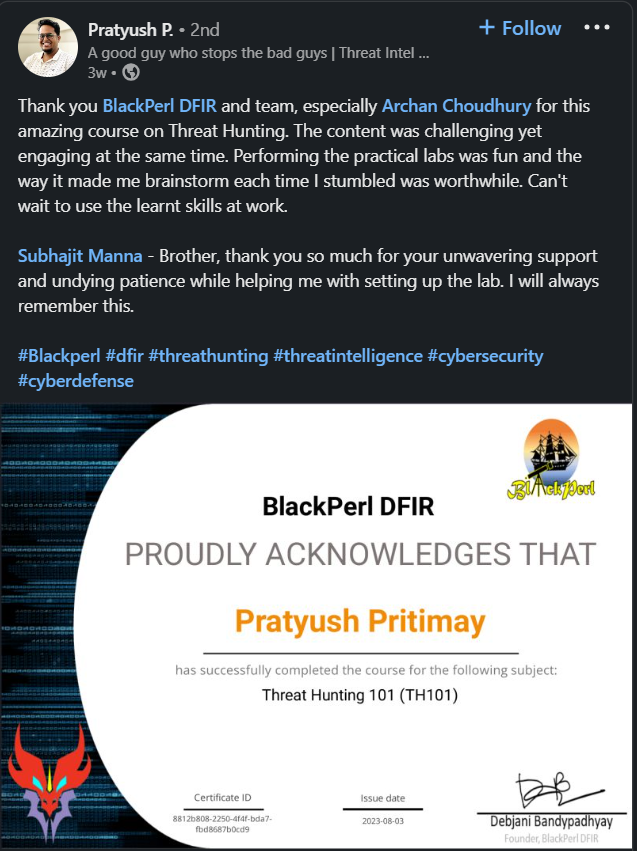 Pratyush P. • 2nd
+ Follow •••
A good guy who stops the bad guys | Threat Intel ...
3w •
Thank you BlackPerl DFIR and team, especially Archan Choudhury for this
amazing course on Threat Hunting. The content was challenging yet
engaging at the same time. Performing the practical labs was fun and the
way it made me brainstorm each time I stumbled was worthwhile. Can't
wait to use the learnt skills at work.
Subhajit Manna - Brother, thank you so much for your unwavering support
and undying patience while helping me with setting up the lab. I will always
remember this.
#Blackperl #dfir #threathunting #threatintelligence #cybersecurity
#cyberdefense
BlackPerl
BlackPerl DFIR
PROUDLY ACKNOWLEDGES THAT
Pratyush Pritimay
has successfully completed the course for the following subject:
Threat Hunting 101 (TH101)
Certificate ID
8812b808-2250-4f4f-bda7-
fbd8687b0cd9
Issue date
2023-08-03
Debjani Bandypadhyay
Founder, BlackPerl DFIR